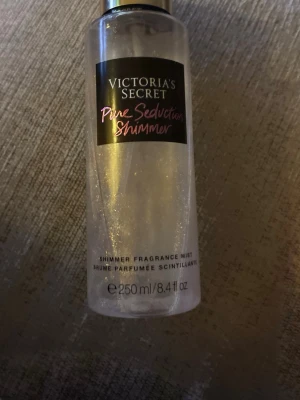 VICTORIA'S
SECRET
Pure Seduction
Shimmer
SHIMMER FRAGRANCE MIST
BRUME PARFUMÉE SCINTILLANTE
℮ 250 ml/8.4 fl oz